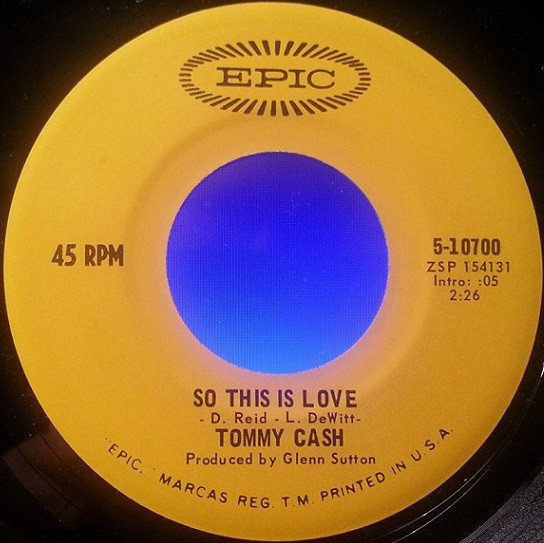 EPIC
45 RPM
5-10700
ZSP 154131
Intro: :05
2:26
SO THIS IS LOVE
- D. Reid - L. DeWitt-
TOMMY CASH
Produced by Glenn Sutton
"EPIC," MARCAS REG. T.M. PRINTED IN U.S.A.